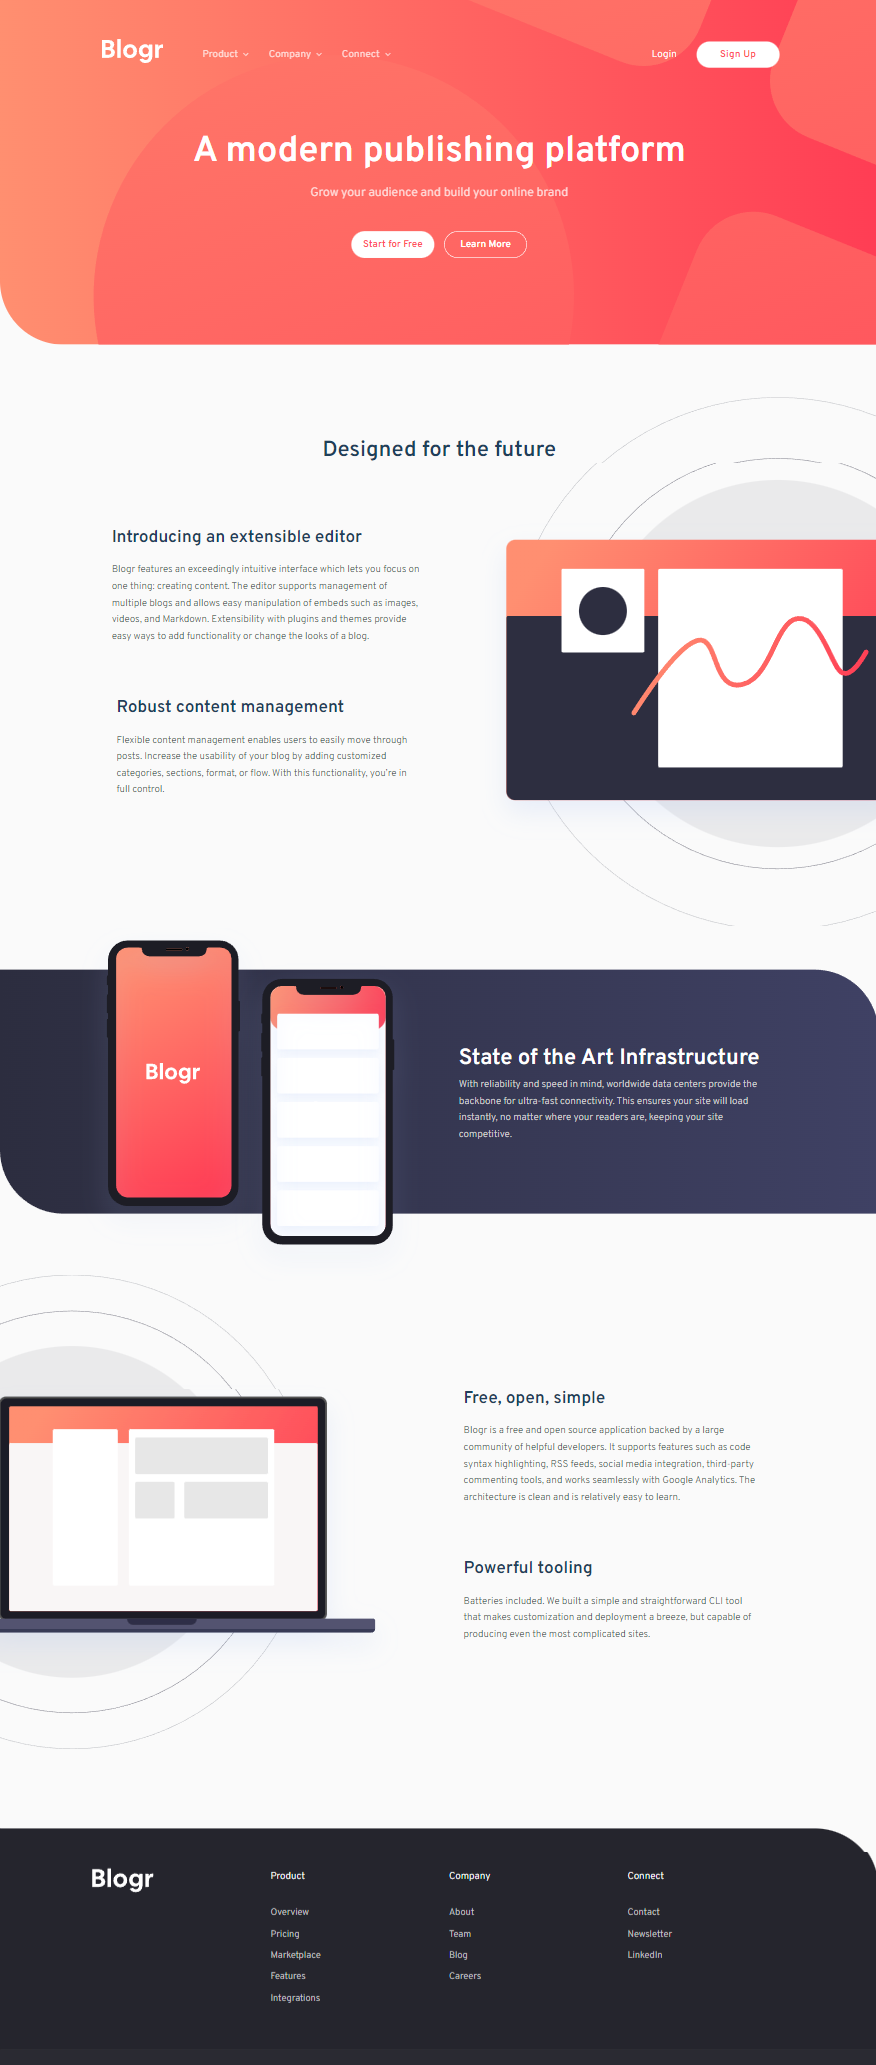 Blogr
Product Company Connect
Login Sign Up
A modern publishing platform
Grow your audience and build your online brand
Start for Free Learn More
Designed for the future
Introducing an extensible editor
Blogr features an exceedingly intuitive interface which lets you focus on
one thing: creating content. The editor supports management of
multiple blogs and allows easy manipulation of embeds such as images,
videos, and Markdown. Extensibility with plugins and themes provide
easy ways to add functionality or change the looks of a blog.
Robust content management
Flexible content management enables users to easily move through
posts. Increase the usability of your blog by adding customized
categories, sections, format, or flow. With this functionality, you're in
full control.
Blogr
State of the Art Infrastructure
With reliability and speed in mind, worldwide data centers provide the
backbone for ultra-fast connectivity. This ensures your site will load
instantly, no matter where your readers are, keeping your site
competitive.
Free, open, simple
Blogr is a free and open source application backed by a large
community of helpful developers. It supports features such as code
syntax highlighting, RSS feeds, social media integration, third-party
commenting tools, and works seamlessly with Google Analytics. The
architecture is clean and is relatively easy to learn.
Powerful tooling
Batteries included. We built a simple and straightforward CLI tool
that makes customization and deployment a breeze, but capable of
producing even the most complicated sites.
Blogr
Product
Overview
Pricing
Marketplace
Features
Integrations
Company
About
Team
Blog
Careers
Connect
Contact
Newsletter
LinkedIn